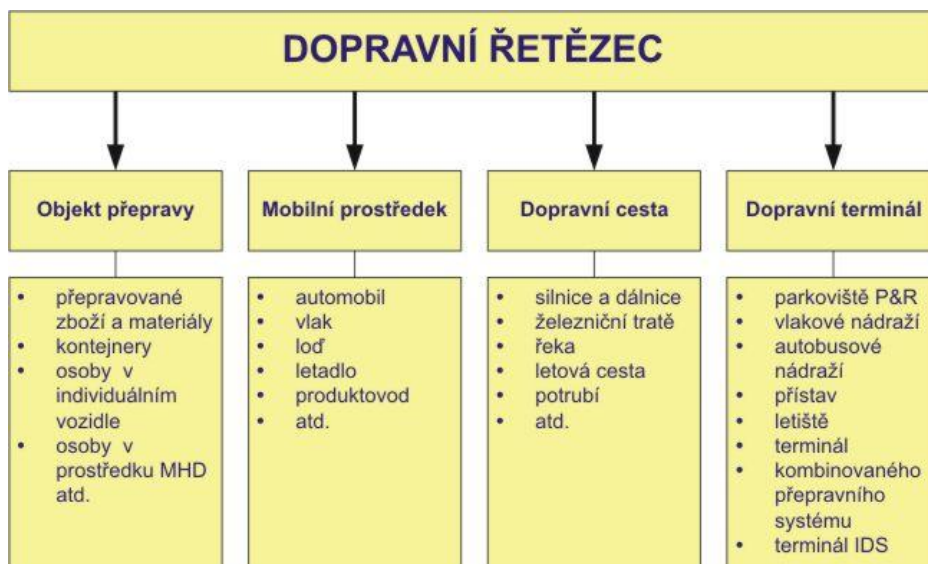 DOPRAVNÍ ŘETĚZEC
Objekt přepravy
• přepravované
zboží a materiály
• kontejnery
• osoby v
individuálním
vozidle
• osoby v
prostředku MHD
atd.
Mobilní prostředek
• automobil
• vlak
• loď
• letadlo
• produktovod
• atd.
Dopravní cesta
• silnice a dálnice
• železniční tratě
• řeka
• letová cesta
• potrubí
• atd.
Dopravní terminál
• parkoviště P&R
• vlakové nádraží
• autobusové
nádraží
• přístav
• letiště
• terminál
• kombinovaného
přepravního
systému
• terminál IDS